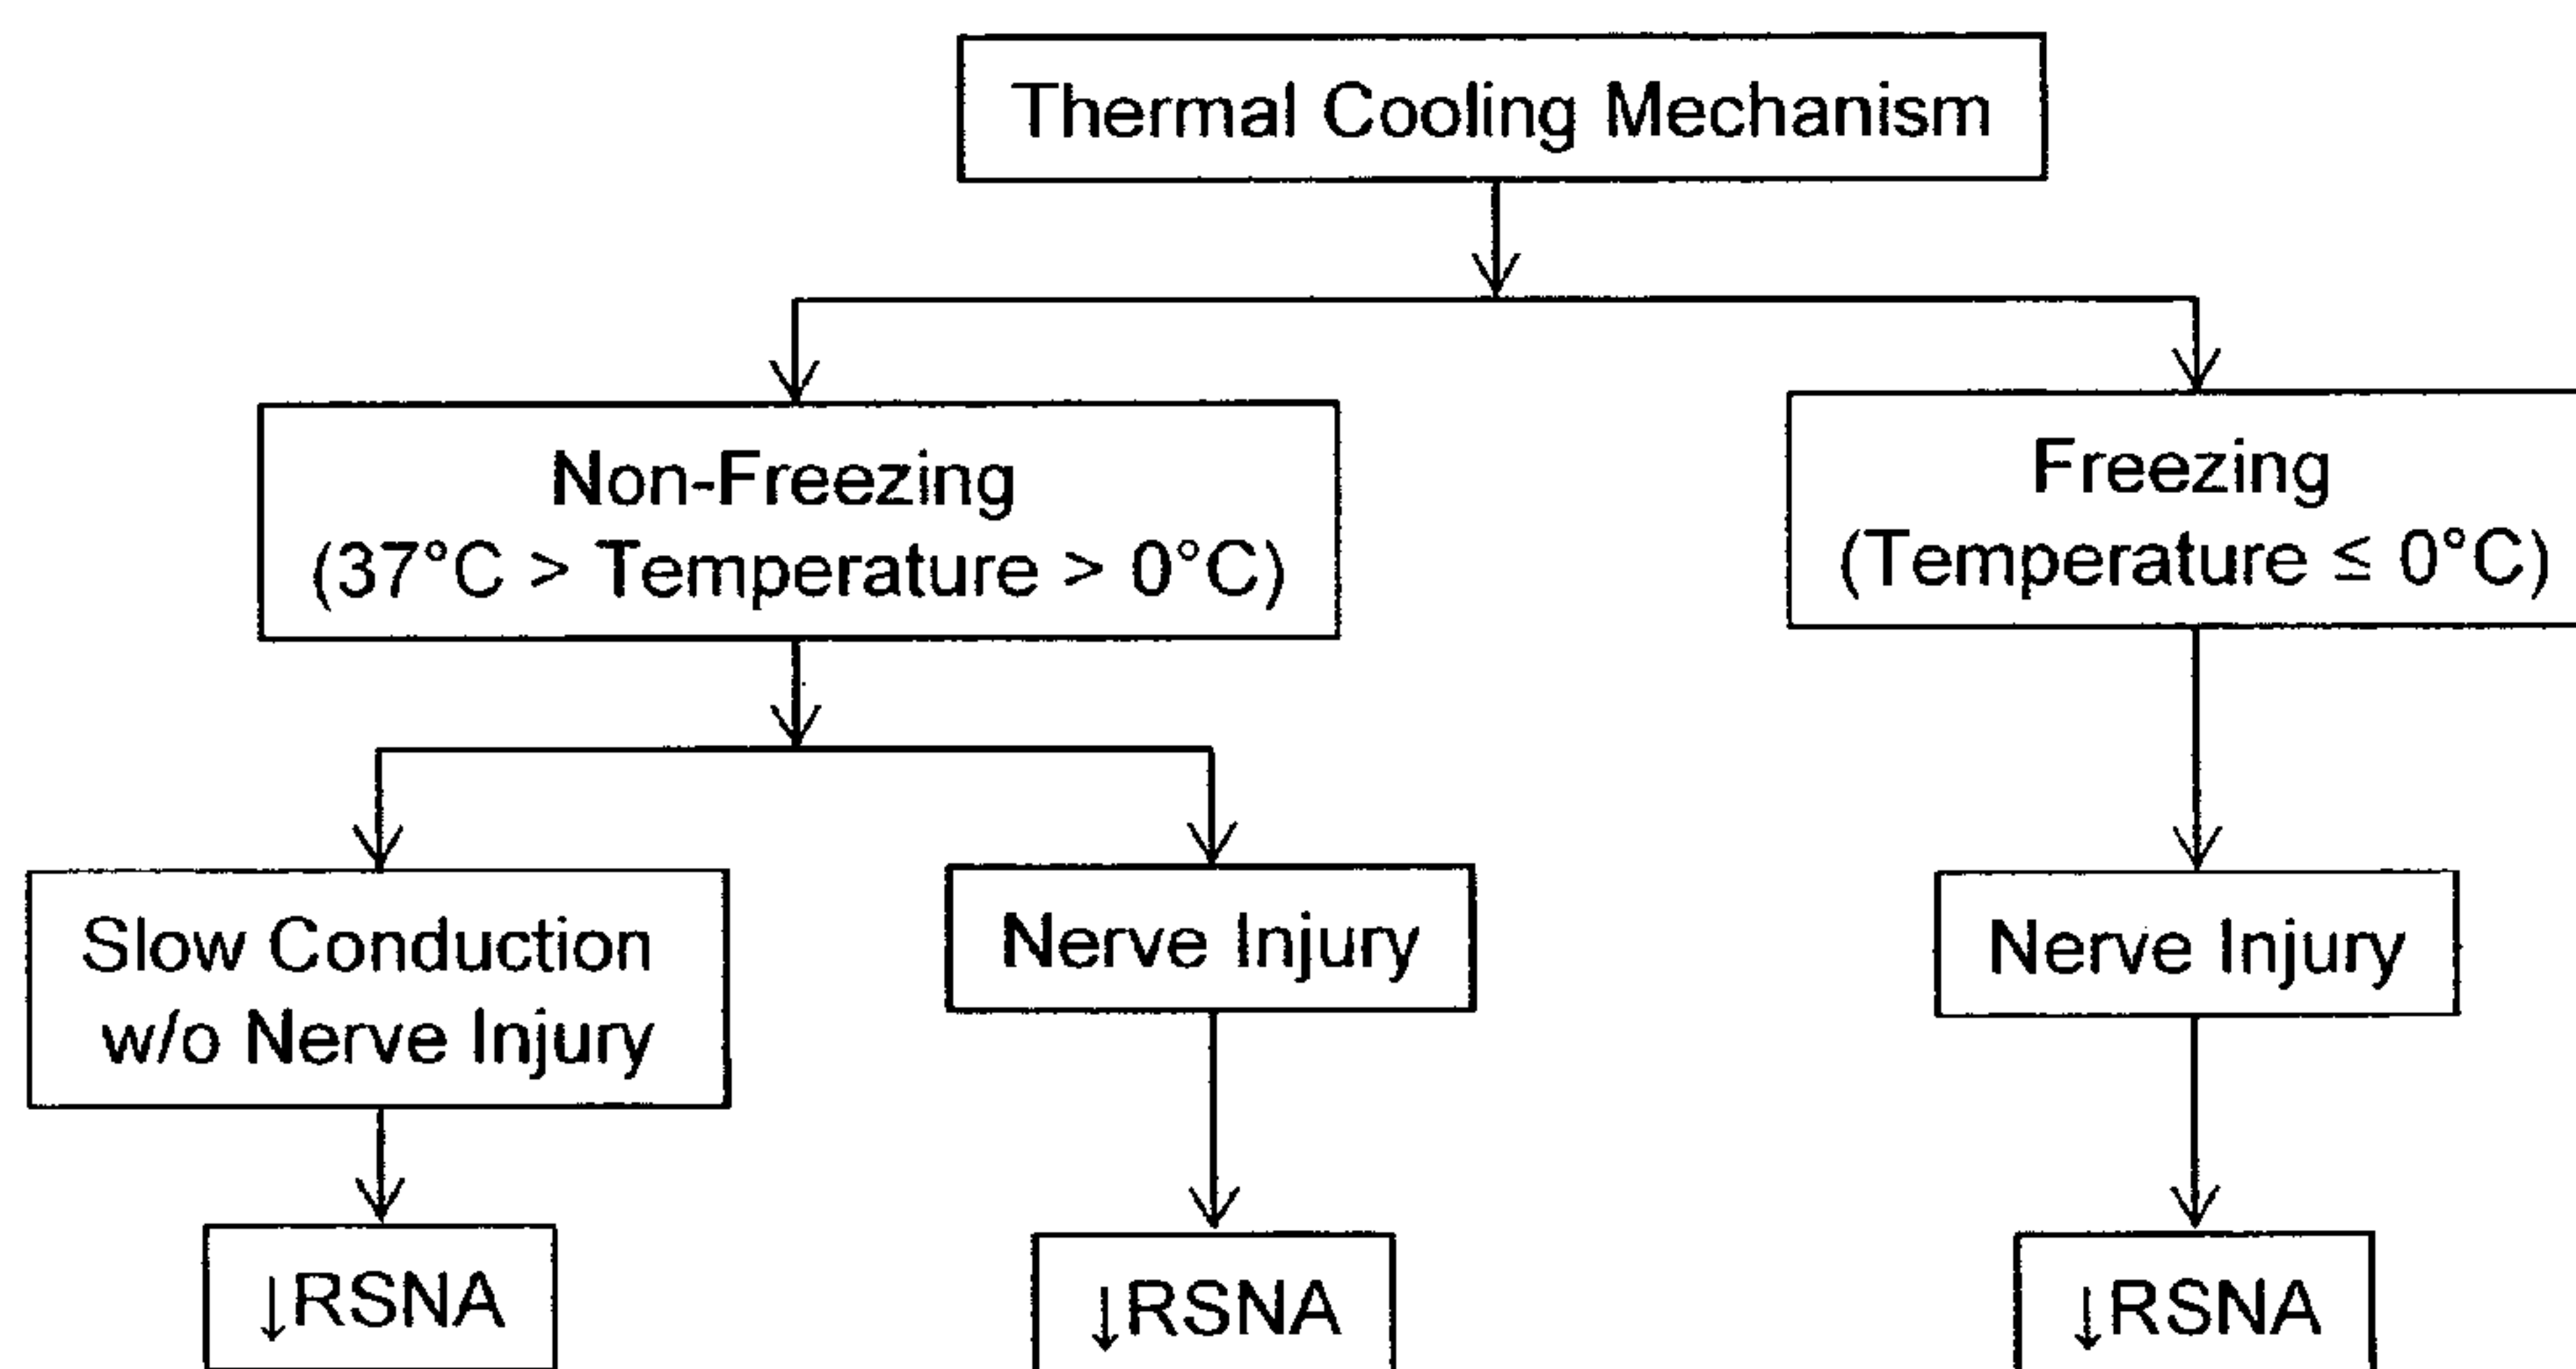 Thermal Cooling Mechanism
Non-Freezing
(37°C > Temperature > 0°C)
Freezing
(Temperature ≤ 0°C)
Slow Conduction
w/o Nerve Injury
Nerve Injury
Nerve Injury
↓RSNA
↓RSNA
↓RSNA